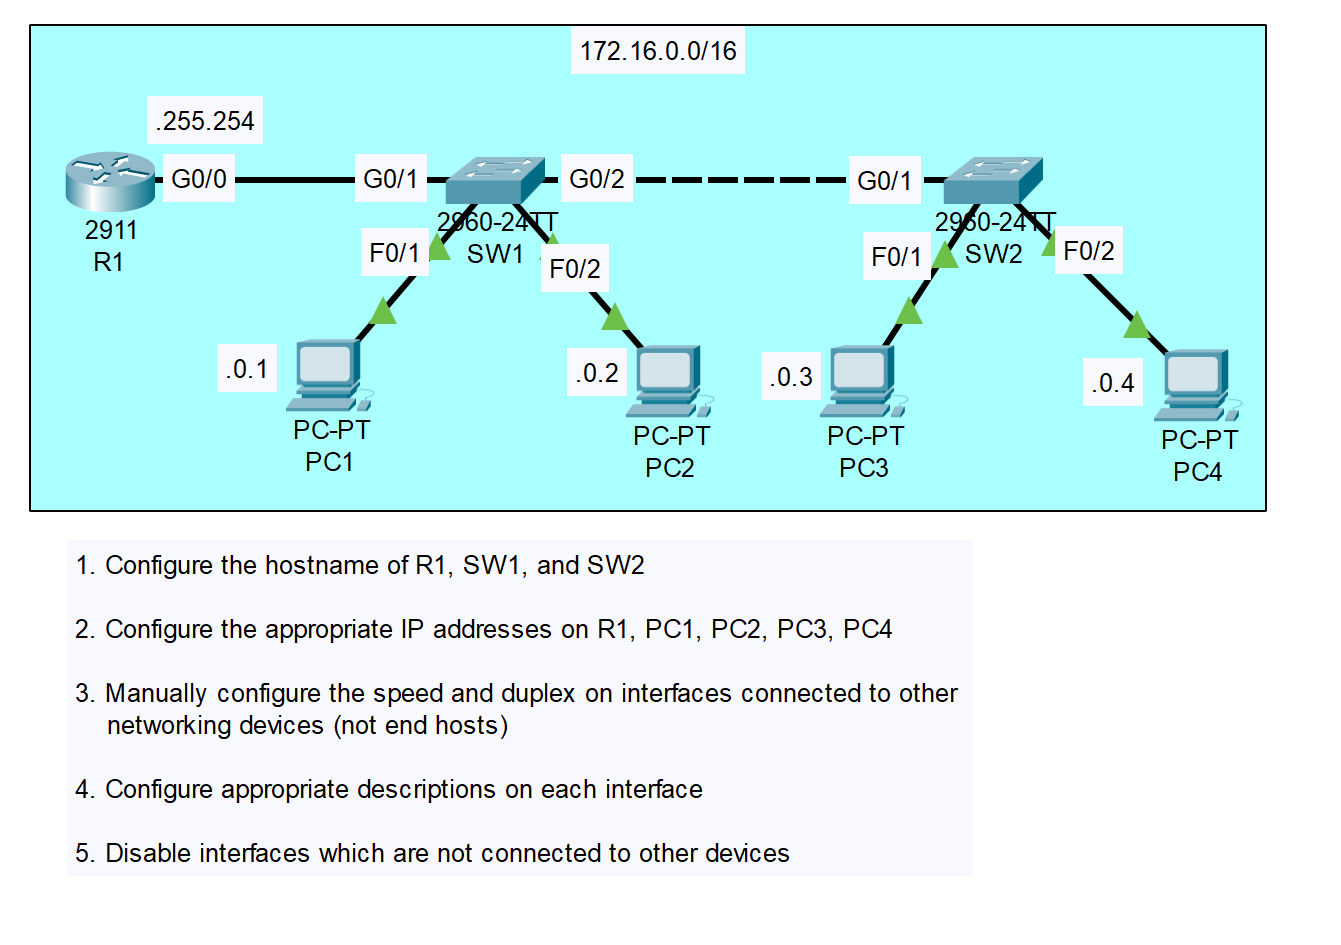 172.16.0.0/16
.255.254
G0/0
G0/1
G0/2
G0/1
2911
R1
2960-24TT
SW1
2960-24TT
SW2
F0/1
F0/2
F0/1
F0/2
.0.1
.0.2
.0.3
.0.4
PC-PT
PC1
PC-PT
PC2
PC-PT
PC3
PC-PT
PC4
1. Configure the hostname of R1, SW1, and SW2
2. Configure the appropriate IP addresses on R1, PC1, PC2, PC3, PC4
3. Manually configure the speed and duplex on interfaces connected to other
networking devices (not end hosts)
4. Configure appropriate descriptions on each interface
5. Disable interfaces which are not connected to other devices